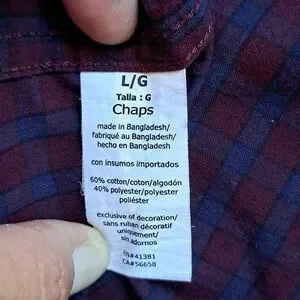 L/G
Talla : G
Chaps
made in Bangladesh/
fabriqué au Bangladesh/
hecho en Bangladesh
con insumos importados
60% cotton/coton/algodón
40% polyester/polyester/
poliéster
exclusive of decoration/
sans ruban décoratif
uniquement/
sin adornos
RN#41381
CA#56658